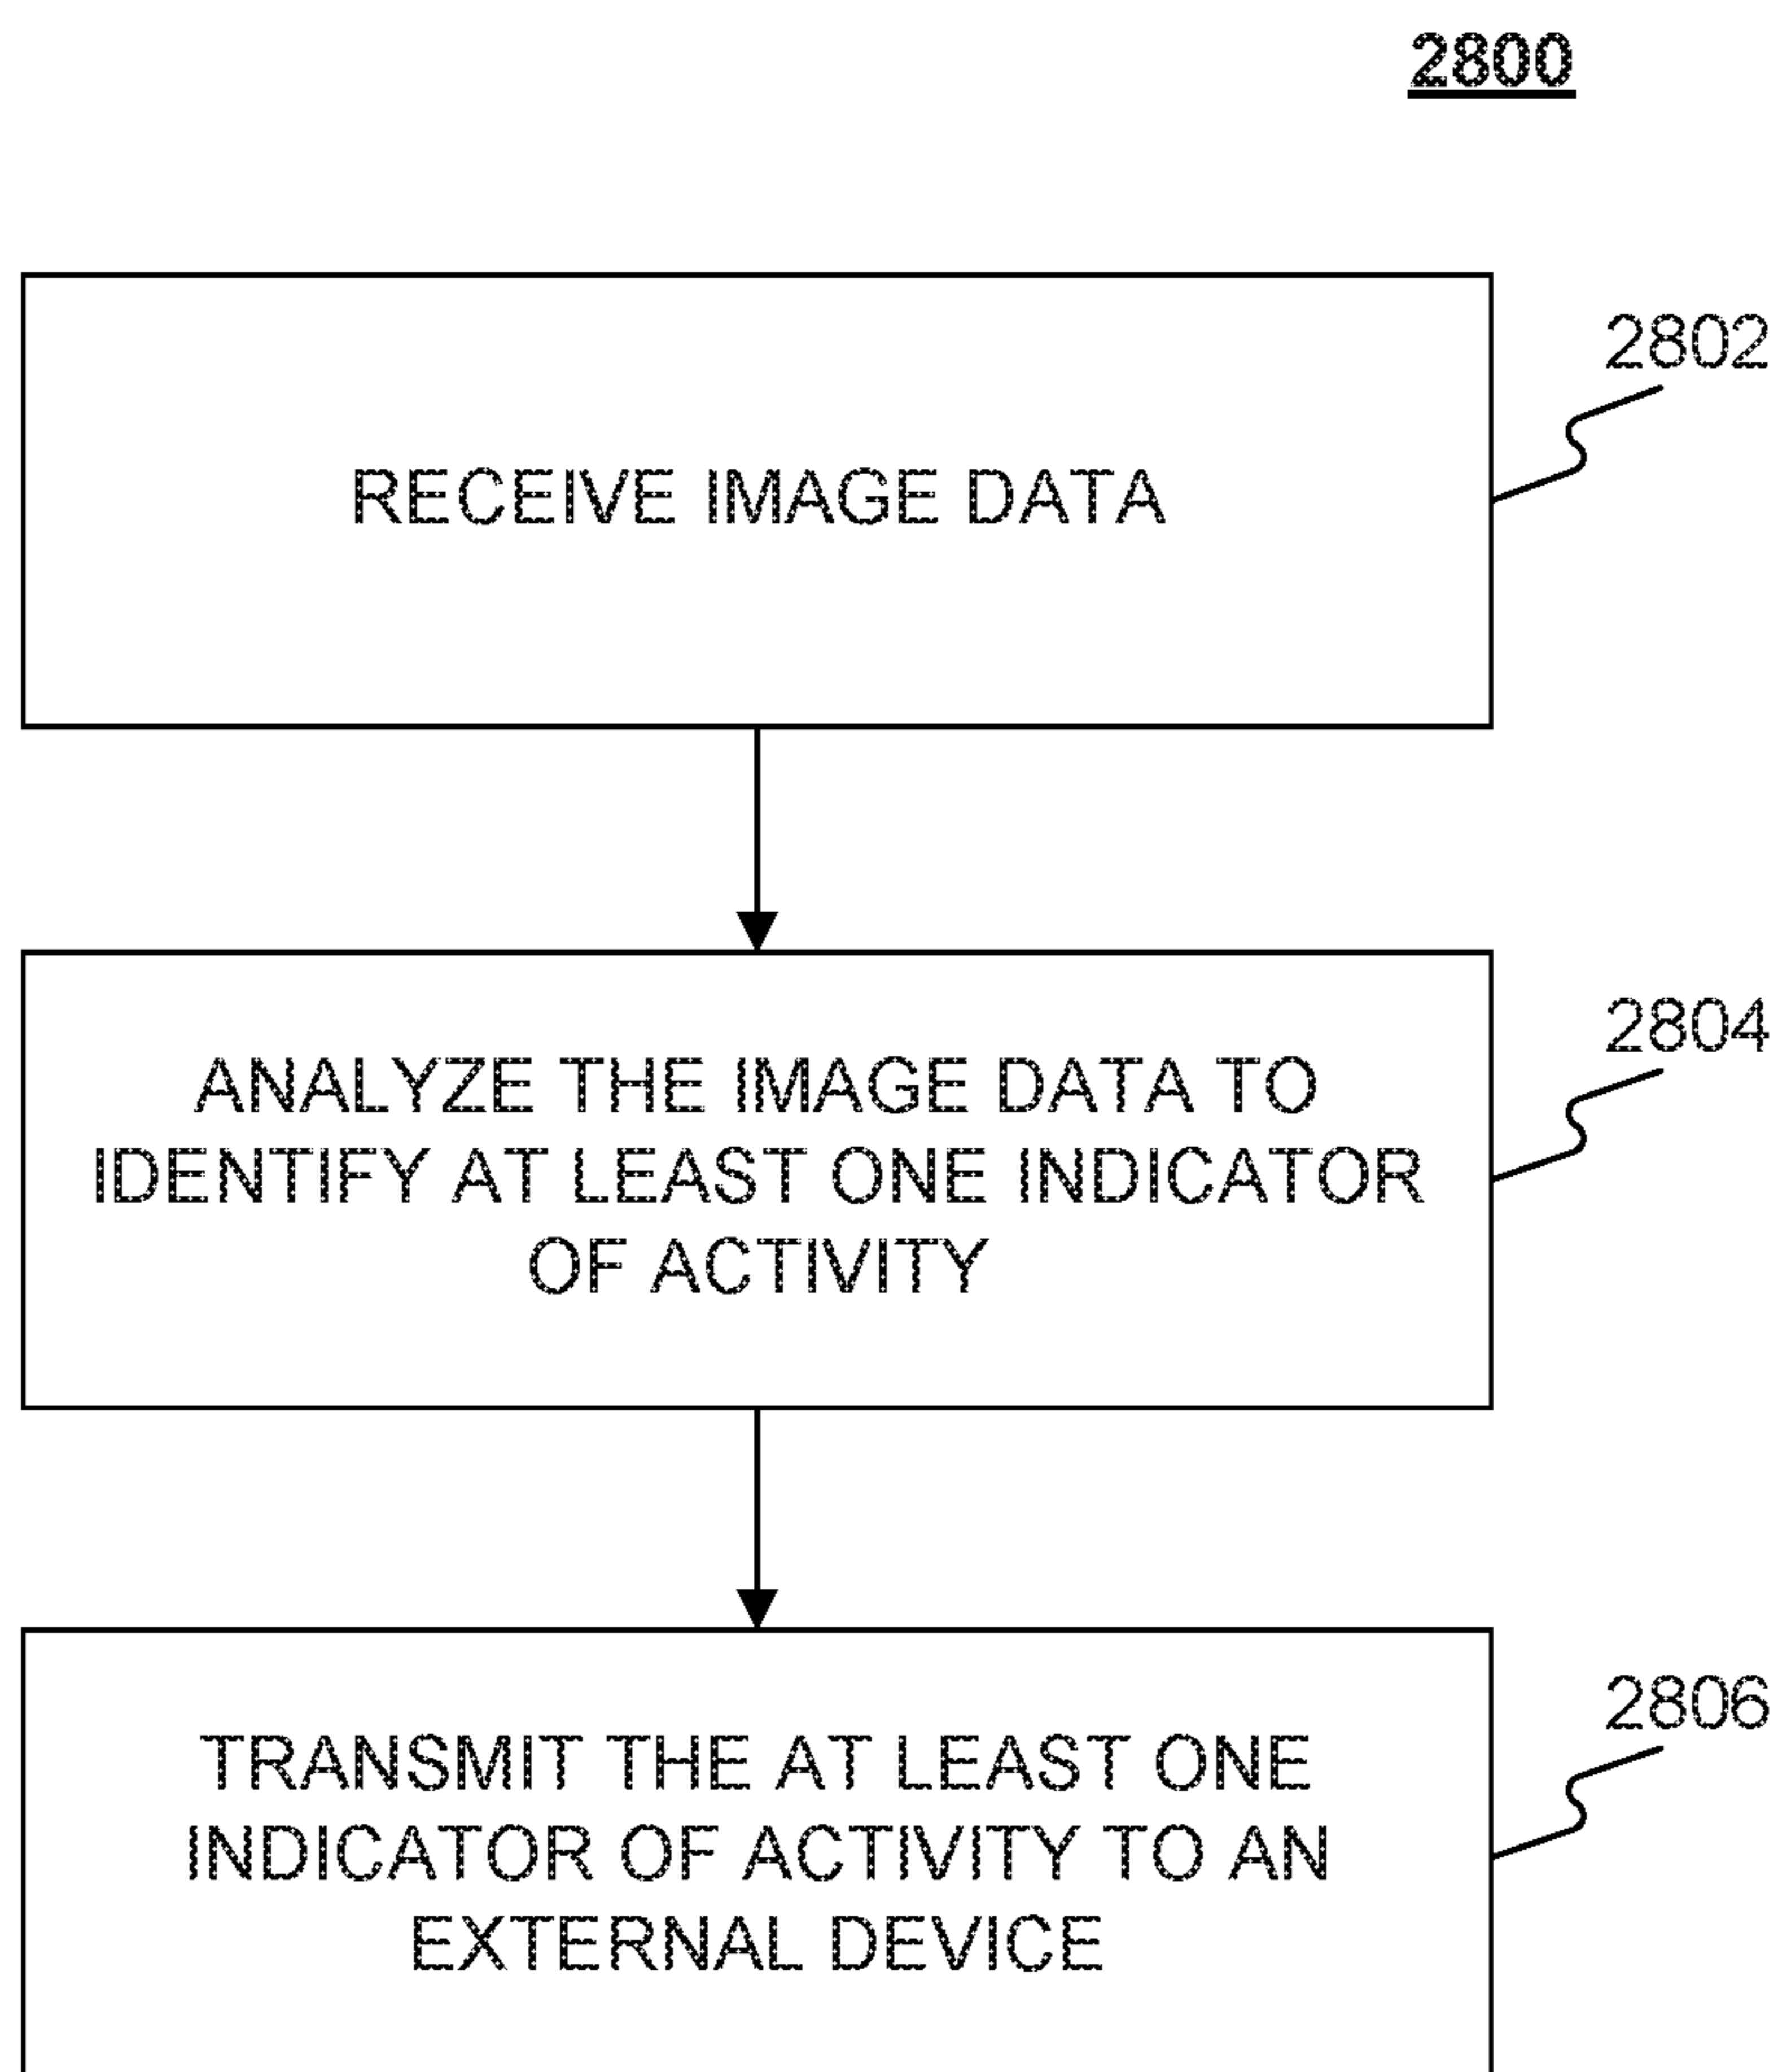 2800
2802
RECEIVE IMAGE DATA
2804
ANALYZE THE IMAGE DATA TO
IDENTIFY AT LEAST ONE INDICATOR
OF ACTIVITY
2806
TRANSMIT THE AT LEAST ONE
INDICATOR OF ACTIVITY TO AN
EXTERNAL DEVICE